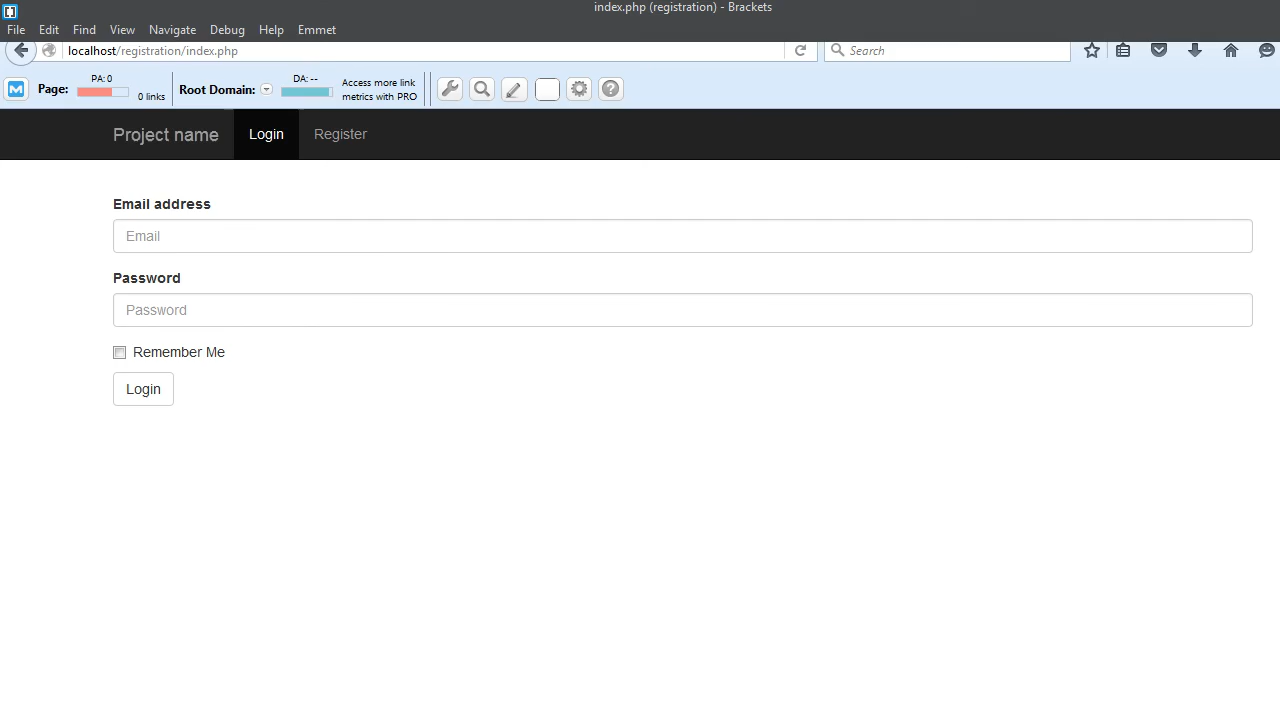 index.php (registration) - Brackets
File Edit Find View Navigate Debug Help Emmet
localhost/registration/index.php
Search
Page:
PA: 0
0 links
Root Domain:
DA: --
Access more link
metrics with PRO
Project name
Login
Register
Email address
Email
Password
Password
Remember Me
Login